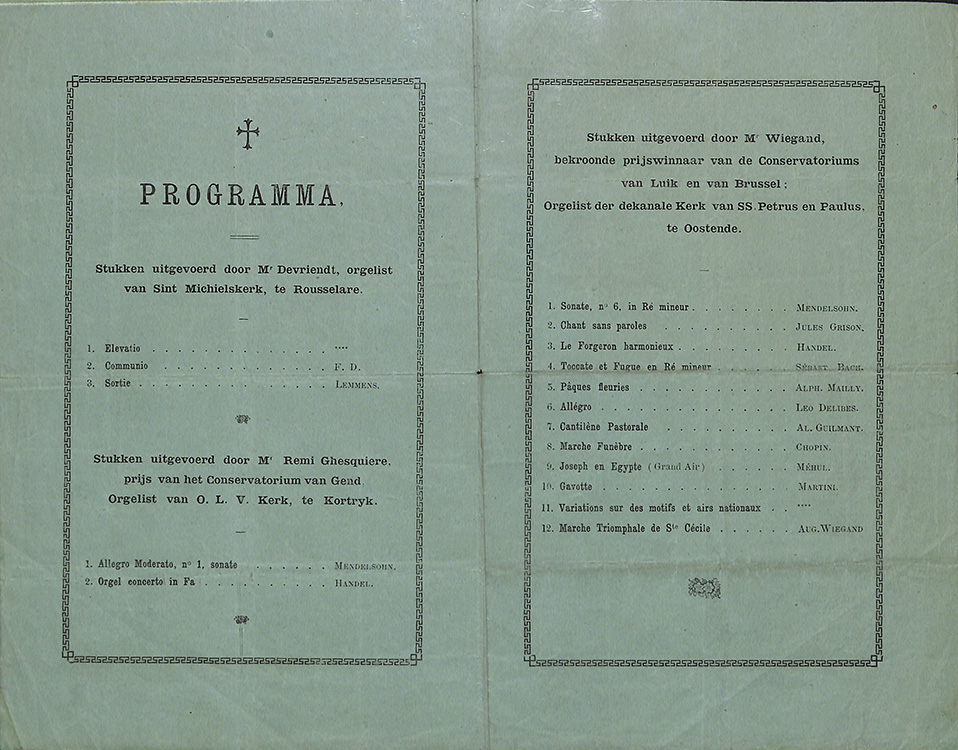 PROGRAMMA,
Stukken uitgevoerd door Mr Devriendt, orgelist
van Sint Michielskerk, te Rousselare.
1. Elevatio . . . . . . . . . . . . . . ....
2. Communio . . . . . . . . . . . . . F. D.
3. Sortie . . . . . . . . . . . . . . . LEMMENS.
Stukken uitgevoerd door Mr Remi Ghesquiere,
prijs van het Conservatorium van Gend
Orgelist van O. L. V. Kerk, te Kortryk.
1. Allegro Moderato, no 1, sonate . . . . . . MENDELSOHN.
2. Orgel concerto in Fa . . . . . . . . . . HANDEL.
Stukken uitgevoerd door Mr Wiegand,
bekroonde prijswinnaar van de Conservatoriums
van Luik en van Brussel ;
Orgelist der dekanale Kerk van SS. Petrus en Paulus,
te Oostende.
1. Sonate, no 6, in Ré mineur . . . . . . . . MENDELSOHN.
2. Chant sans paroles . . . . . . . . . . JULES GRISON.
3. Le Forgeron harmonieux . . . . . . . . . HANDEL.
4. Toccate et Fugue en Ré mineur . . . . . . SÉBAST. BACH.
5. Pâques fleuries . . . . . . . . . . . . ALPH. MAILLY.
6. Allégro . . . . . . . . . . . . . . . LEO DELIBES.
7. Cantilène Pastorale . . . . . . . . . . AL. GUILMANT.
8. Marche Funèbre . . . . . . . . . . . . CHOPIN.
9. Joseph en Egypte (Grand Air) . . . . . . MÉHUL.
10. Gavotte . . . . . . . . . . . . . . . MARTINI.
11. Variations sur des motifs et airs nationaux . . ....
12. Marche Triomphale de Ste Cécile . . . . . . AUG. WIEGAND